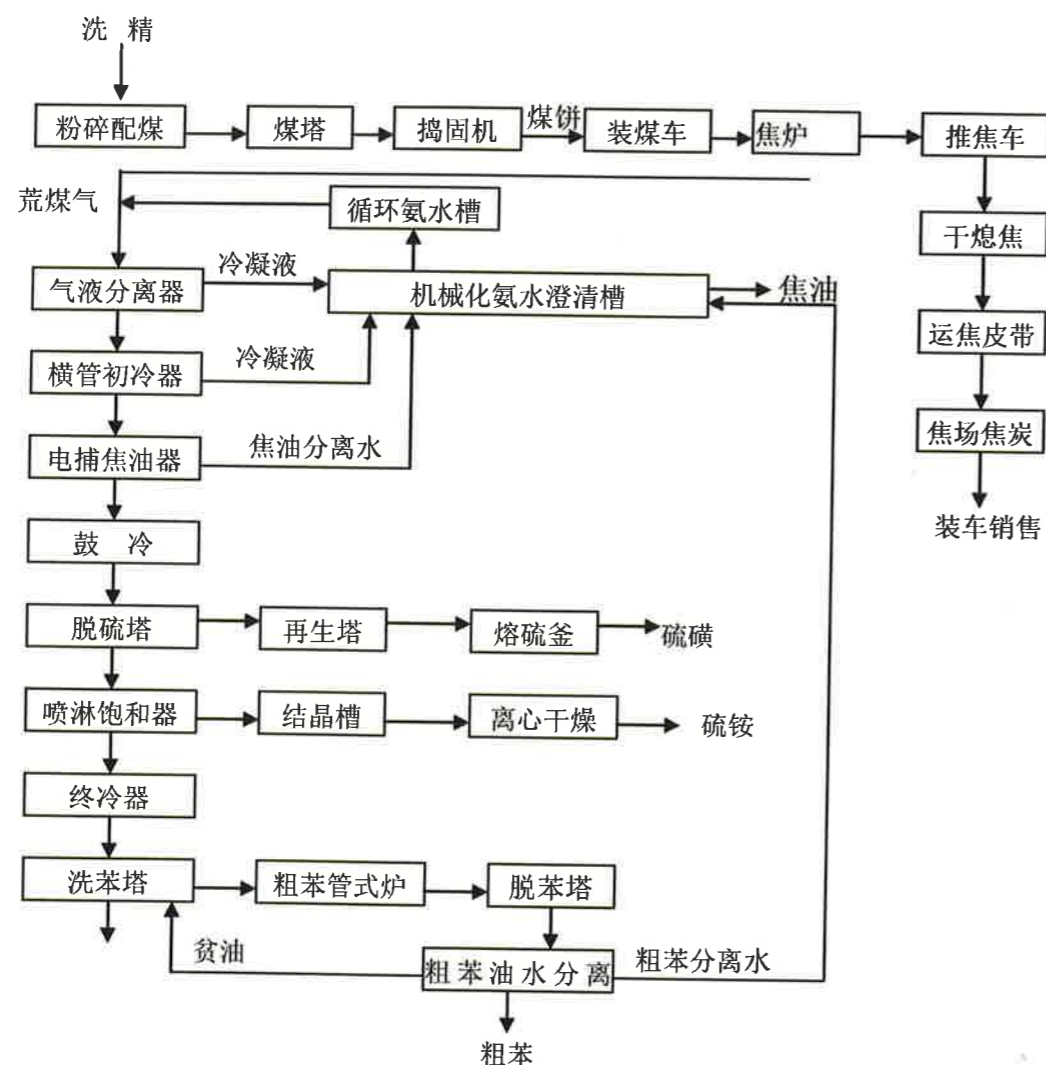 洗 精
粉碎配煤
煤塔
捣固机
煤饼
装煤车
焦炉
推焦车
荒煤气
循环氨水槽
干熄焦
气液分离器
冷凝液
机械化氨水澄清槽
焦油
运焦皮带
横管初冷器
冷凝液
焦场焦炭
电捕焦油器
焦油分离水
装车销售
鼓 冷
脱硫塔
再生塔
熔硫釜
硫磺
喷淋饱和器
结晶槽
离心干燥
硫铵
终冷器
洗苯塔
粗苯管式炉
脱苯塔
贫油
粗苯油水分离
粗苯分离水
粗苯